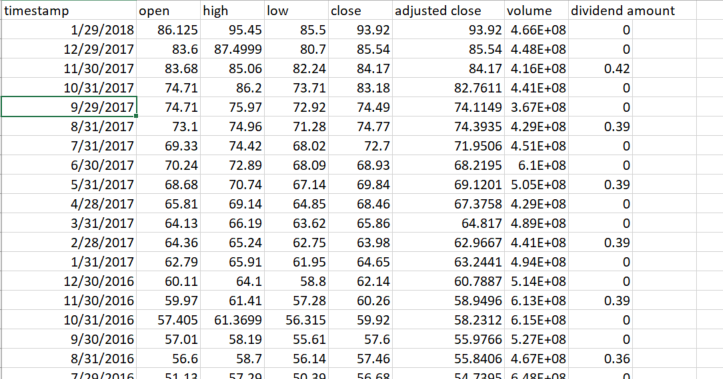 timestamp open high low close adjusted close volume dividend amount
1/29/2018 86.125 95.45 85.5 93.92 93.92 4.66E+08 0
12/29/2017 83.6 87.4999 80.7 85.54 85.54 4.48E+08 0
11/30/2017 83.68 85.06 82.24 84.17 84.17 4.16E+08 0.42
10/31/2017 74.71 86.2 73.71 83.18 82.7611 4.41E+08 0
9/29/2017 74.71 75.97 72.92 74.49 74.1149 3.67E+08 0
8/31/2017 73.1 74.96 71.28 74.77 74.3935 4.29E+08 0.39
7/31/2017 69.33 74.42 68.02 72.7 71.9506 4.51E+08 0
6/30/2017 70.24 72.89 68.09 68.93 68.2195 6.1E+08 0
5/31/2017 68.68 70.74 67.14 69.84 69.1201 5.05E+08 0.39
4/28/2017 65.81 69.14 64.85 68.46 67.3758 4.29E+08 0
3/31/2017 64.13 66.19 63.62 65.86 64.817 4.89E+08 0
2/28/2017 64.36 65.24 62.75 63.98 62.9667 4.41E+08 0.39
1/31/2017 62.79 65.91 61.95 64.65 63.2441 4.94E+08 0
12/30/2016 60.11 64.1 58.8 62.14 60.7887 5.14E+08 0
11/30/2016 59.97 61.41 57.28 60.26 58.9496 6.13E+08 0.39
10/31/2016 57.405 61.3699 56.315 59.92 58.2312 6.15E+08 0
9/30/2016 57.01 58.19 55.61 57.6 55.9766 5.27E+08 0
8/31/2016 56.6 58.7 56.14 57.46 55.8406 4.67E+08 0.36
7/29/2016 51.13 57.29 50.39 56.68 54.7395 6.48E+08 0